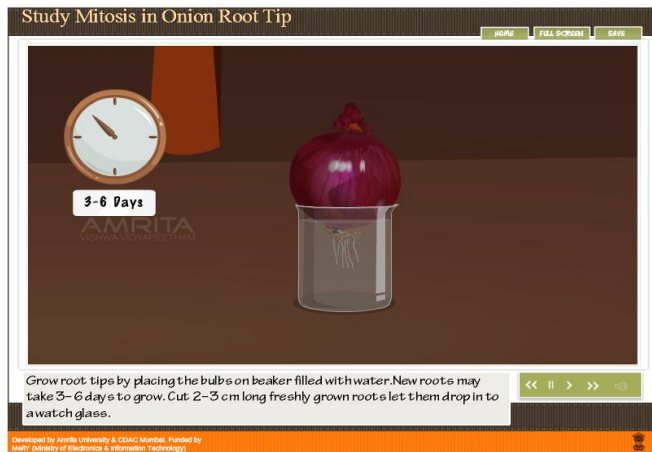 Study Mitosis in Onion Root Tip
HOME FULL SCREEN SAVE
3-6 Days
AMRITA
VISHWA VIDYAPEETHAM
Grow root tips by placing the bulbs on beaker filled with water.New roots may
take 3-6 days to grow. Cut 2-3 cm long freshly grown roots let them drop in to
a watch glass.
Developed by Amrita University & CDAC Mumbai. Funded by
MeitY (Ministry of Electronics & Information Technology)